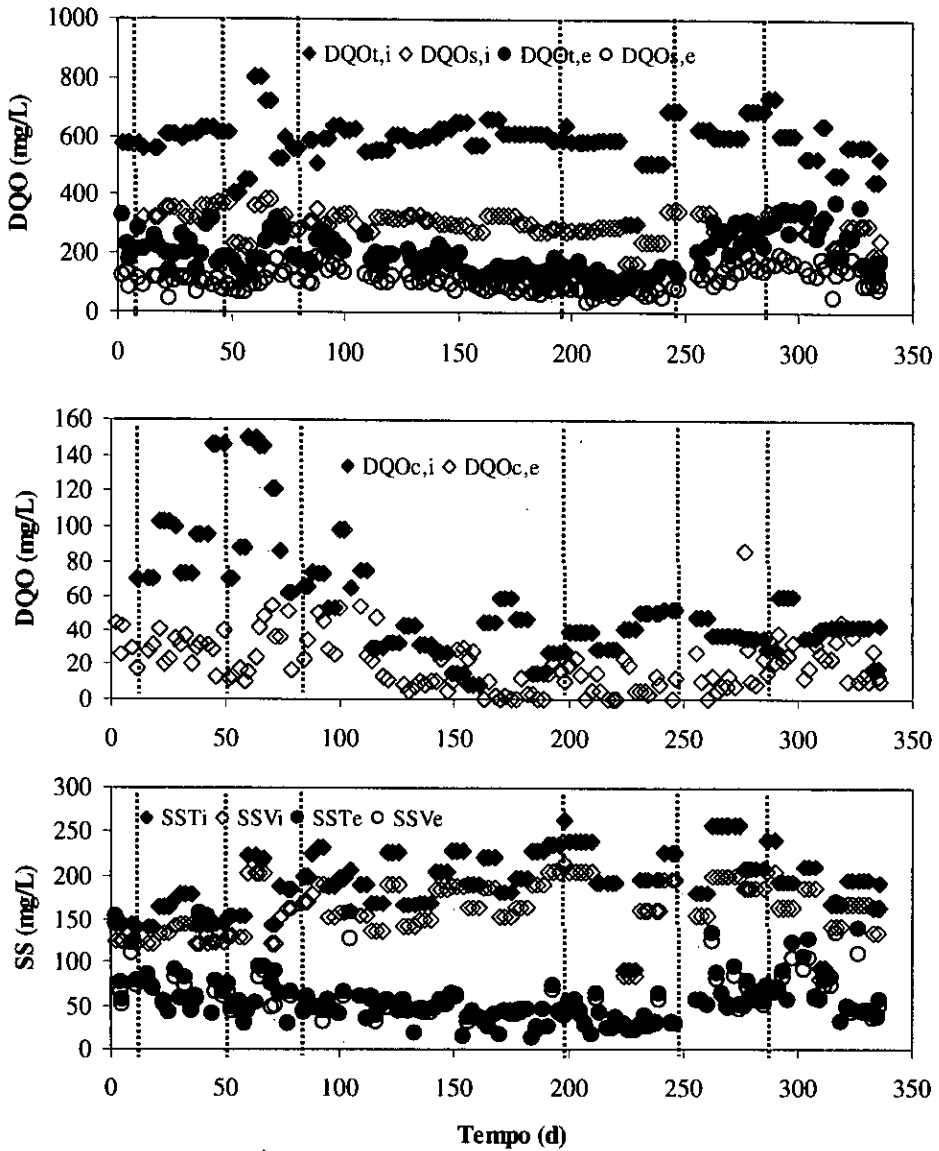 1000
800
600
400
200
0
DQO (mg/L)
DQOt,i DQOs,i DQOt,e DQOs,e
0 50 100 150 200 250 300 350
160
140
120
100
80
60
40
20
0
DQO (mg/L)
DQOc,i DQOc,e
0 50 100 150 200 250 300 350
300
250
200
150
100
50
0
SS (mg/L)
SSTi SSVi SSTe SSVe
0 50 100 150 200 250 300 350
Tempo (d)